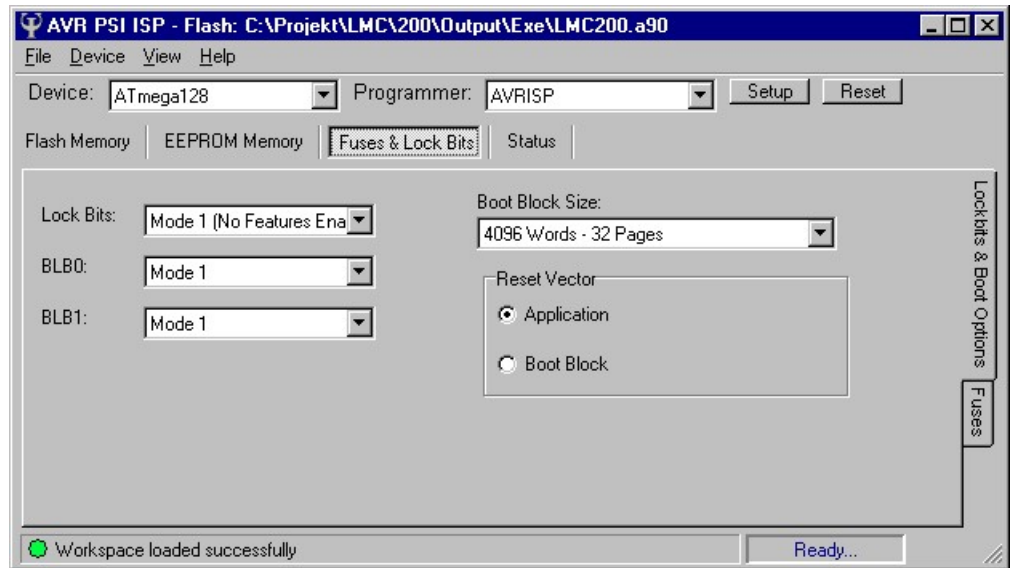 AVR PSI ISP - Flash: C:\Projekt\LMC\200\Output\Exe\LMC200.a90
File Device View Help
Device: ATmega128 Programmer: AVRISP Setup Reset
Flash Memory EEPROM Memory Fuses & Lock Bits Status
Lock Bits: Mode 1 (No Features Ena
BLB0: Mode 1
BLB1: Mode 1
Boot Block Size:
4096 Words - 32 Pages
Reset Vector
Application
Boot Block
Lockbits & Boot Options
Fuses
Workspace loaded successfully Ready...